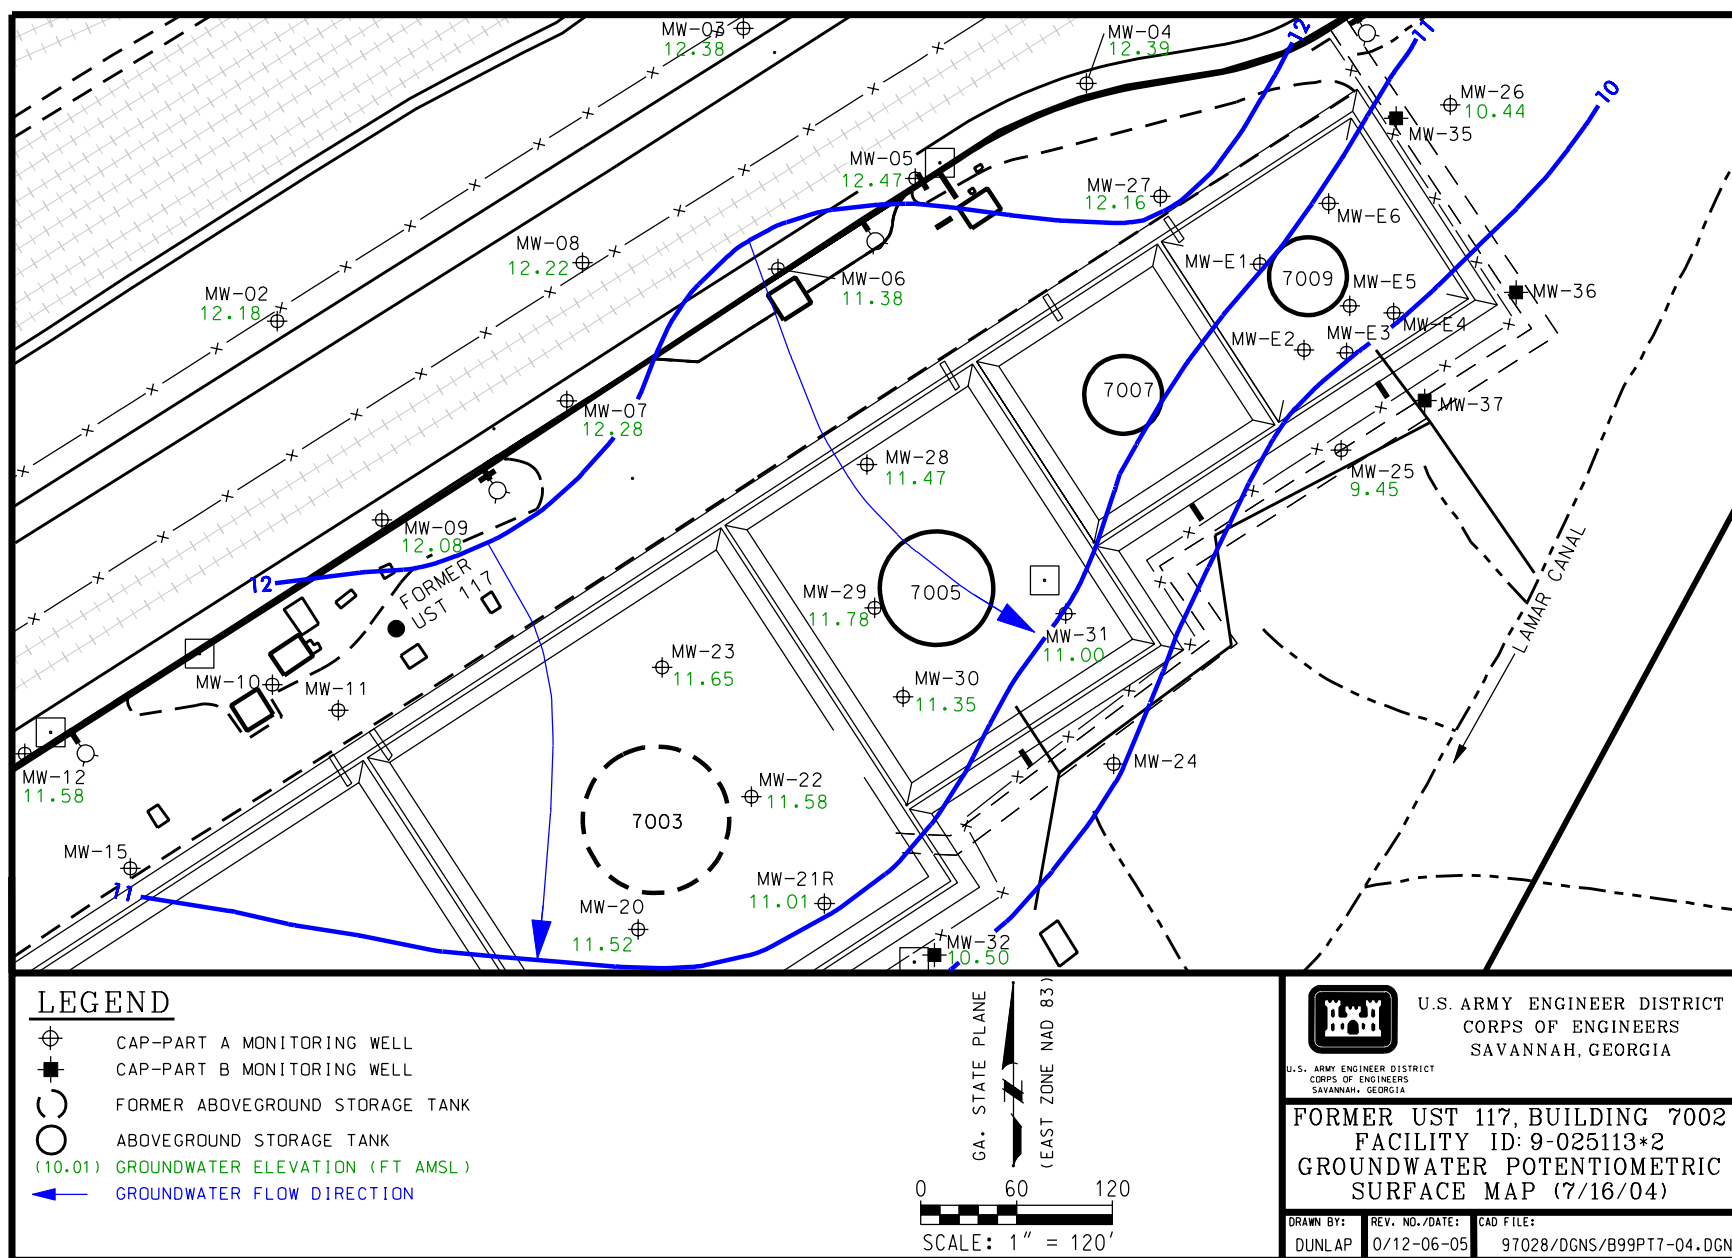 MW-03
12.38
MW-04
12.39
12
11
10
MW-26
10.44
MW-35
MW-05
12.47
MW-27
12.16
MW-E6
MW-08
12.22
MW-06
11.38
MW-E1
7009
MW-E5
MW-36
MW-02
12.18
MW-E2
MW-E3
MW-E4
7007
MW-37
MW-07
12.28
MW-28
11.47
MW-25
9.45
MW-09
12.08
12
FORMER
UST 117
LAMAR CANAL
MW-29
11.78
7005
MW-31
11.00
MW-23
11.65
MW-10
MW-11
MW-30
11.35
MW-12
11.58
MW-22
11.58
MW-24
7003
MW-15
11
MW-21R
11.01
MW-20
11.52
MW-32
10.50
LEGEND
CAP-PART A MONITORING WELL
CAP-PART B MONITORING WELL
FORMER ABOVEGROUND STORAGE TANK
ABOVEGROUND STORAGE TANK
(10.01) GROUNDWATER ELEVATION (FT AMSL)
GROUNDWATER FLOW DIRECTION
GA. STATE PLANE
(EAST ZONE NAD 83)
0 60 120
SCALE: 1" = 120'
U.S. ARMY ENGINEER DISTRICT
CORPS OF ENGINEERS
SAVANNAH, GEORGIA
U.S. ARMY ENGINEER DISTRICT
CORPS OF ENGINEERS
SAVANNAH, GEORGIA
FORMER UST 117, BUILDING 7002
FACILITY ID: 9-025113*2
GROUNDWATER POTENTIOMETRIC
SURFACE MAP (7/16/04)
DRAWN BY:
DUNLAP
REV. NO./DATE:
0/12-06-05
CAD FILE:
97028/DGNS/B99PT7-04.DGN